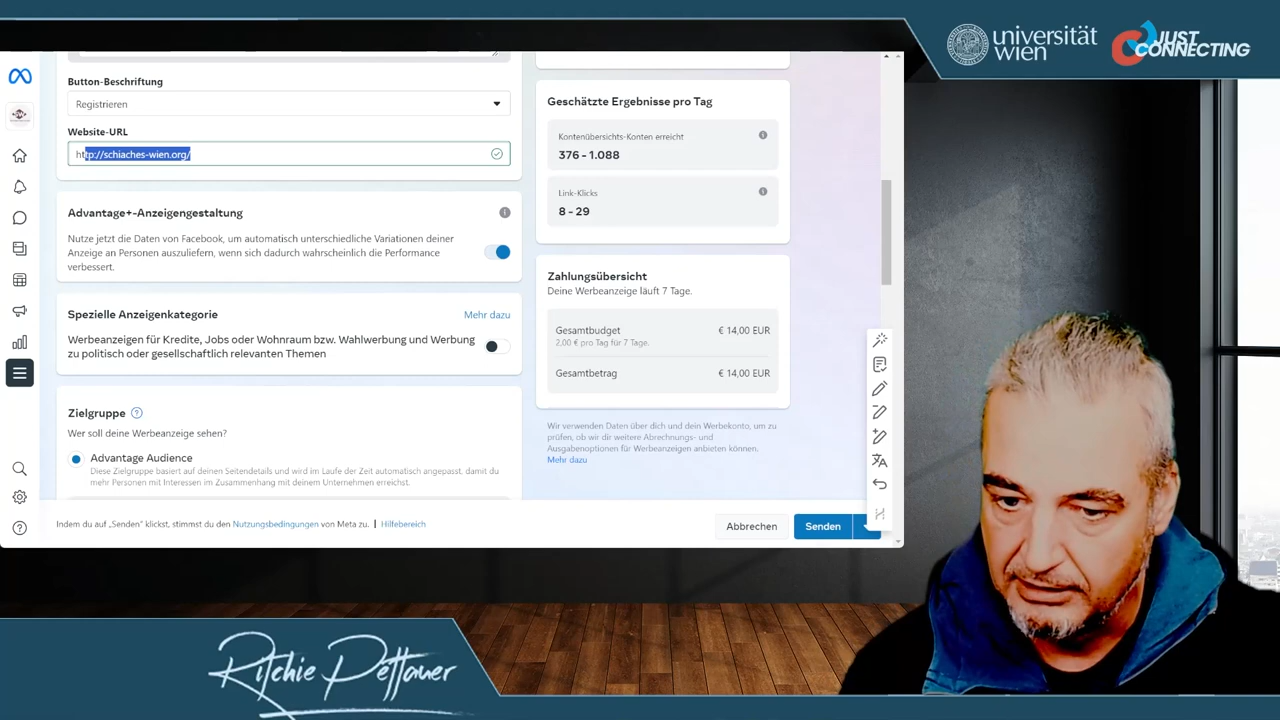 universität
wien
JUST
CONNECTING
Button-Beschriftung
Registrieren
Website-URL
http://schiaches-wien.org/
Advantage+-Anzeigengestaltung
Nutze jetzt die Daten von Facebook, um automatisch unterschiedliche Variationen deiner
Anzeige an Personen auszuliefern, wenn sich dadurch wahrscheinlich die Performance
verbessert.
Spezielle Anzeigenkategorie
Mehr dazu
Werbeanzeigen für Kredite, Jobs oder Wohnraum bzw. Wahlwerbung und Werbung
zu politisch oder gesellschaftlich relevanten Themen
Zielgruppe
Wer soll deine Werbeanzeige sehen?
Advantage Audience
Diese Zielgruppe basiert auf deinen Seitendetails und wird im Laufe der Zeit automatisch angepasst, damit du
mehr Personen mit Interessen im Zusammenhang mit deinem Unternehmen erreichst.
Geschätzte Ergebnisse pro Tag
Kontenübersichts-Konten erreicht
376 - 1.088
Link-Klicks
8 - 29
Zahlungsübersicht
Deine Werbeanzeige läuft 7 Tage.
Gesamtbudget € 14,00 EUR
2,00 € pro Tag für 7 Tage.
Gesamtbetrag € 14,00 EUR
Wir verwenden Daten über dich und dein Werbekonto, um zu
prüfen, ob wir dir weitere Abrechnungs- und
Ausgabenoptionen für Werbeanzeigen anbieten können.
Mehr dazu
Indem du auf „Senden“ klickst, stimmst du den Nutzungsbedingungen von Meta zu. | Hilfebereich
Abbrechen
Senden
Ritchie Pettauer